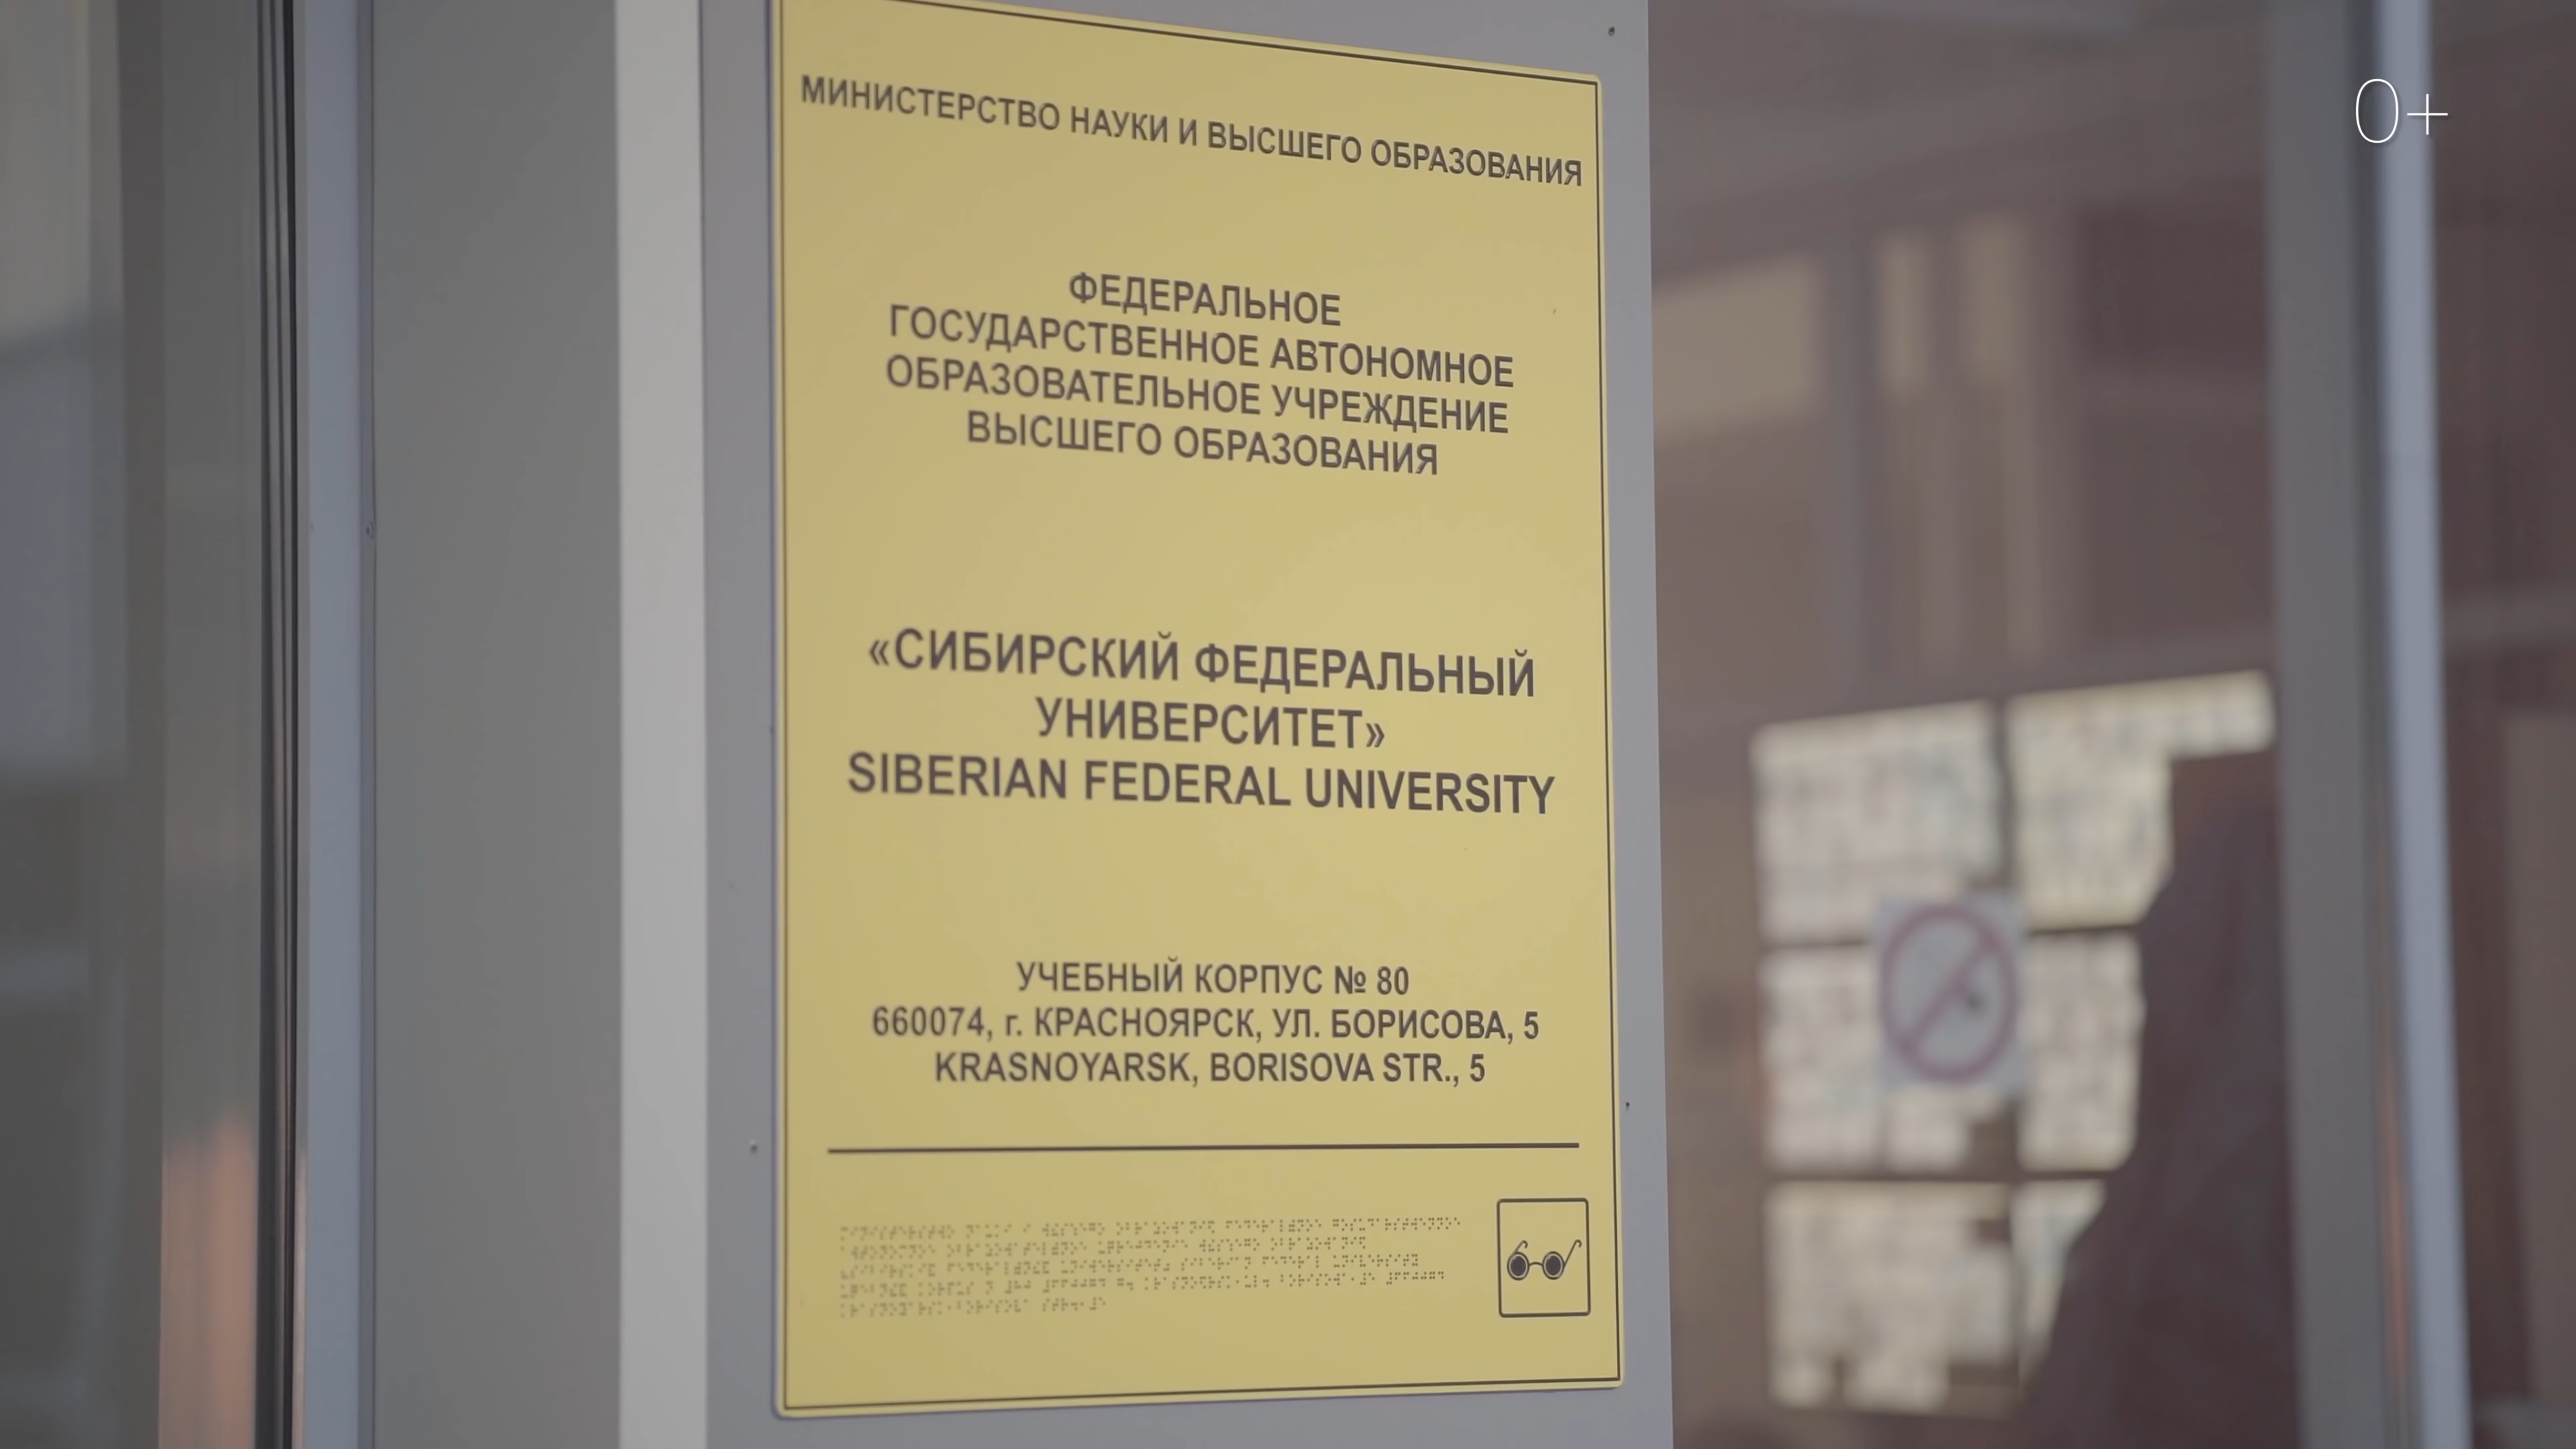 0+
МИНИСТЕРСТВО НАУКИ И ВЫСШЕГО ОБРАЗОВАНИЯ
ФЕДЕРАЛЬНОЕ
ГОСУДАРСТВЕННОЕ АВТОНОМНОЕ
ОБРАЗОВАТЕЛЬНОЕ УЧРЕЖДЕНИЕ
ВЫСШЕГО ОБРАЗОВАНИЯ
«СИБИРСКИЙ ФЕДЕРАЛЬНЫЙ
УНИВЕРСИТЕТ»
SIBERIAN FEDERAL UNIVERSITY
УЧЕБНЫЙ КОРПУС № 80
660074, г. КРАСНОЯРСК, УЛ. БОРИСОВА, 5
KRASNOYARSK, BORISOVA STR., 5